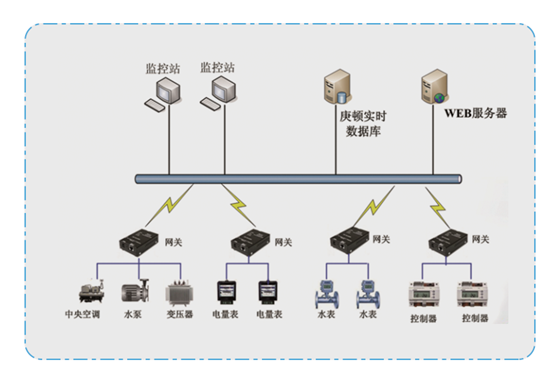 监控站
监控站
庚顿实时
数据库
WEB服务器
网关
网关
网关
网关
中央空调
水泵
变压器
电量表
电量表
水表
水表
控制器
控制器